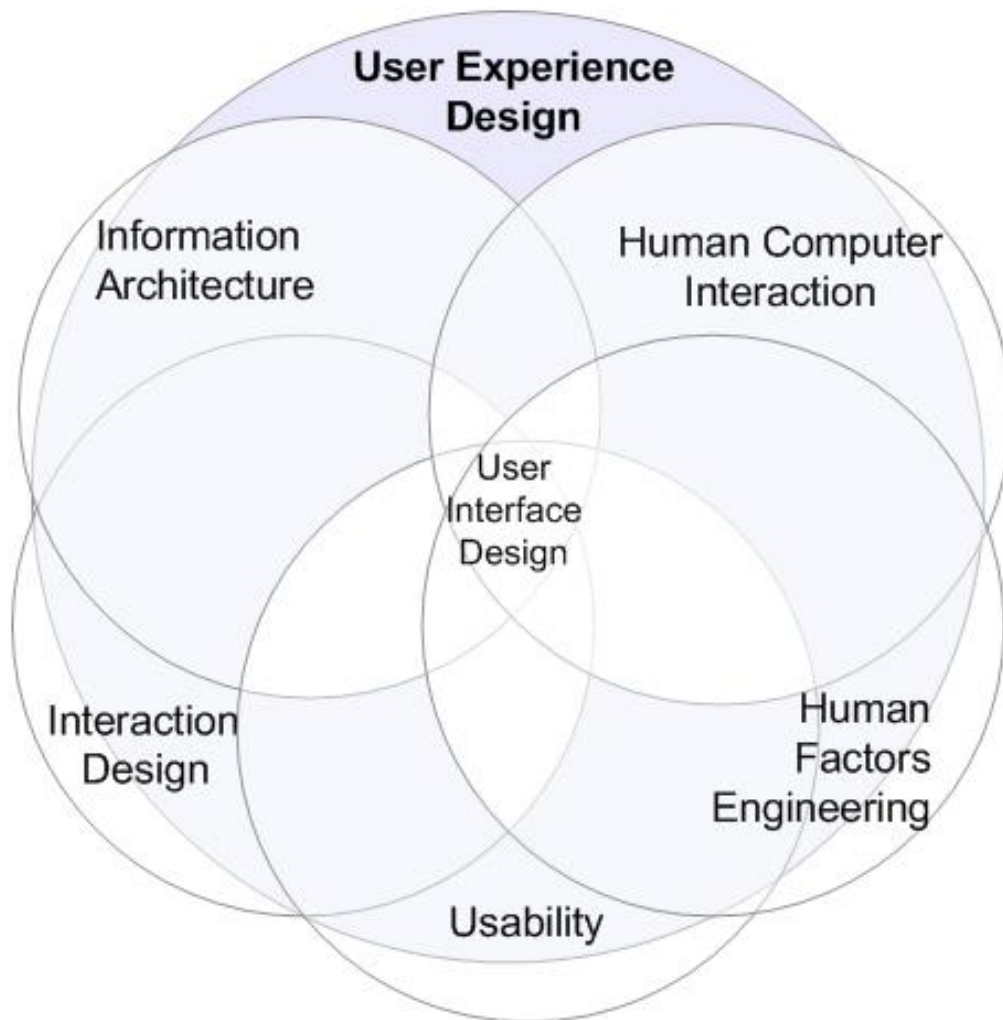 User Experience
Design
Information
Architecture
Human Computer
Interaction
User
Interface
Design
Interaction
Design
Human
Factors
Engineering
Usability